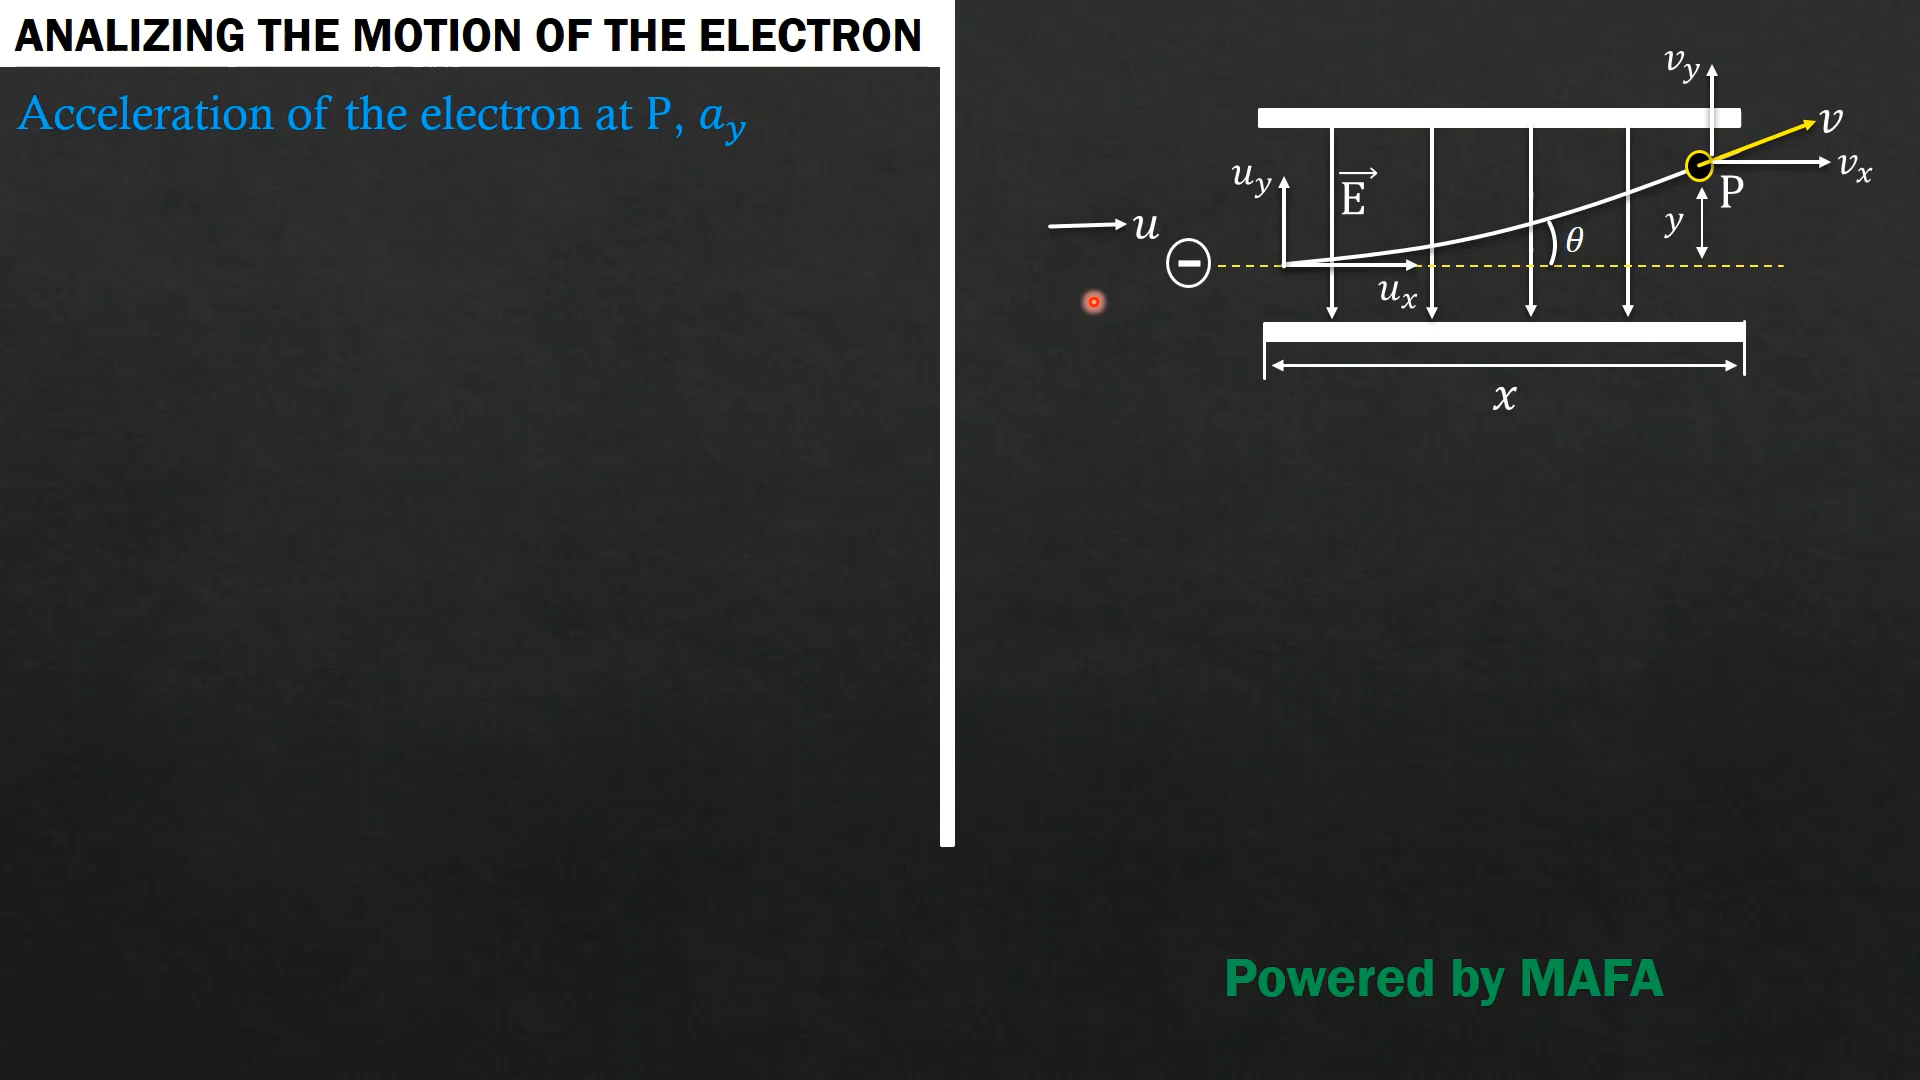 ANALIZING THE MOTION OF THE ELECTRON
Acceleration of the electron at P, a_y
v_y
v
v_x
P
u_y
E⃗
u
y
θ
−
u_x
x
Powered by MAFA